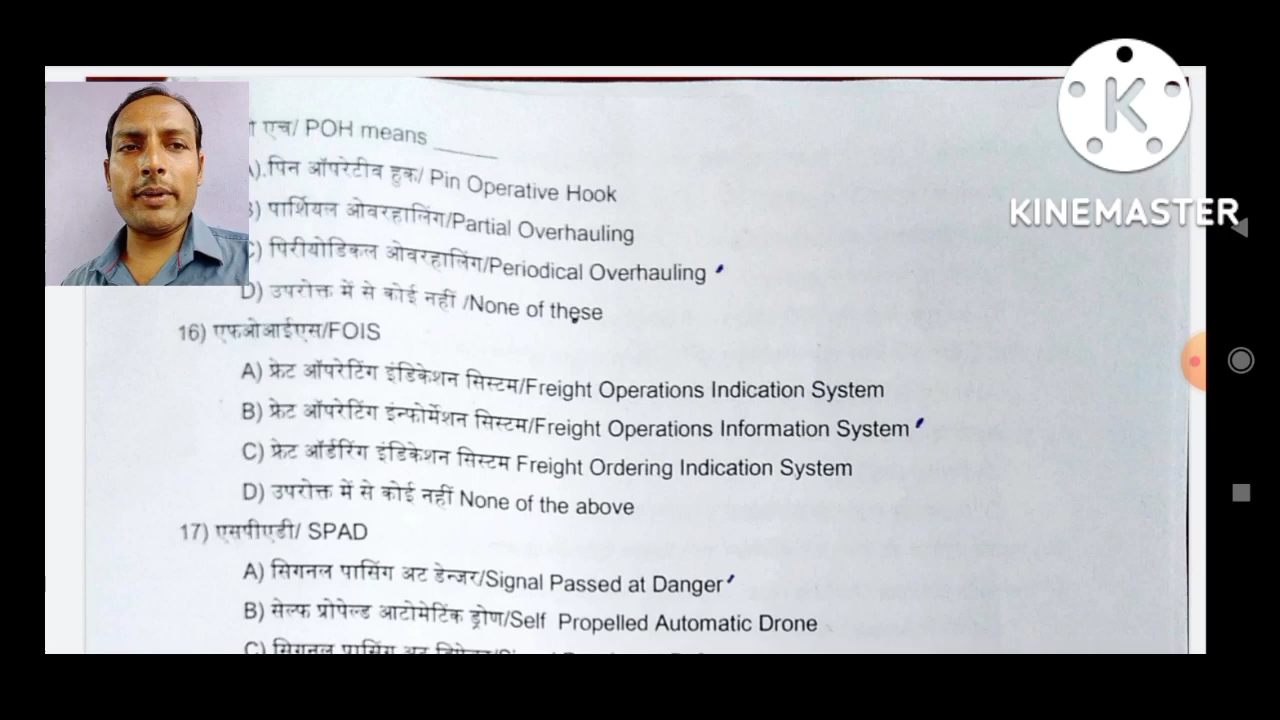 एच/ POH means ______
A).पिन ऑपरेटीव हुक/ Pin Operative Hook
B) पार्शियल ओवरहालिंग/Partial Overhauling
C) पिरीयोडिकल ओवरहालिंग/Periodical Overhauling
D) उपरोक्त में से कोई नहीं /None of these
16) एफओआईएस/FOIS
A) फ्रेट ऑपरेटिंग इंडिकेशन सिस्टम/Freight Operations Indication System
B) फ्रेट ऑपरेटिंग इंन्फोर्मेशन सिस्टम/Freight Operations Information System
C) फ्रेट ऑर्डरिंग इंडिकेशन सिस्टम Freight Ordering Indication System
D) उपरोक्त में से कोई नहीं None of the above
17) एसपीएडी/ SPAD
A) सिगनल पासिंग अट डेन्जर/Signal Passed at Danger
B) सेल्फ प्रोपेल्ड आटोमेटिंक ड्रोण/Self Propelled Automatic Drone
C) सिगनल पासिंग अट
K
KINEMASTER